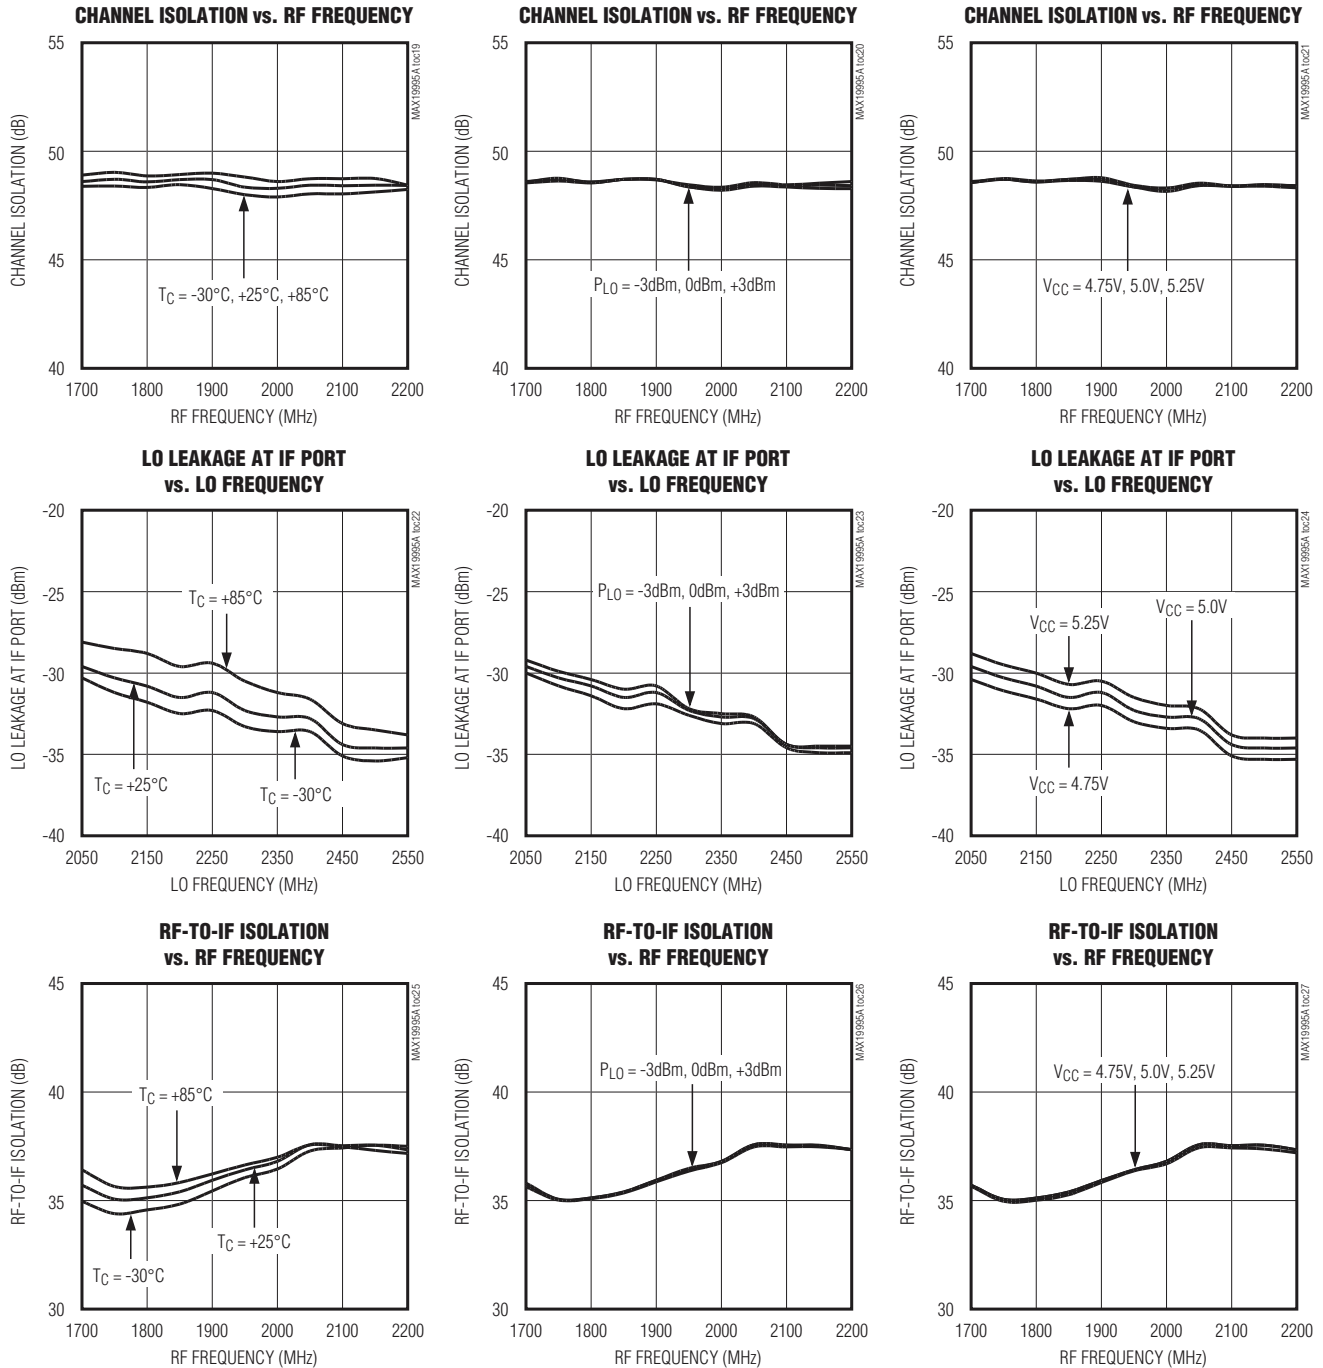 CHANNEL ISOLATION vs. RF FREQUENCY
CHANNEL ISOLATION (dB)
55
50
45
40
TC = -30°C, +25°C, +85°C
MAX19995A toc19
1700 1800 1900 2000 2100 2200
RF FREQUENCY (MHz)
CHANNEL ISOLATION vs. RF FREQUENCY
CHANNEL ISOLATION (dB)
55
50
45
40
PLO = -3dBm, 0dBm, +3dBm
MAX19995A toc20
1700 1800 1900 2000 2100 2200
RF FREQUENCY (MHz)
CHANNEL ISOLATION vs. RF FREQUENCY
CHANNEL ISOLATION (dB)
55
50
45
40
VCC = 4.75V, 5.0V, 5.25V
MAX19995A toc21
1700 1800 1900 2000 2100 2200
RF FREQUENCY (MHz)
LO LEAKAGE AT IF PORT
vs. LO FREQUENCY
LO LEAKAGE AT IF PORT (dBm)
-20
-25
-30
-35
-40
TC = +85°C
TC = +25°C
TC = -30°C
MAX19995A toc22
2050 2150 2250 2350 2450 2550
LO FREQUENCY (MHz)
LO LEAKAGE AT IF PORT
vs. LO FREQUENCY
LO LEAKAGE AT IF PORT (dBm)
-20
-25
-30
-35
-40
PLO = -3dBm, 0dBm, +3dBm
MAX19995A toc23
2050 2150 2250 2350 2450 2550
LO FREQUENCY (MHz)
LO LEAKAGE AT IF PORT
vs. LO FREQUENCY
LO LEAKAGE AT IF PORT (dBm)
-20
-25
-30
-35
-40
VCC = 5.0V
VCC = 5.25V
VCC = 4.75V
MAX19995A toc24
2050 2150 2250 2350 2450 2550
LO FREQUENCY (MHz)
RF-TO-IF ISOLATION
vs. RF FREQUENCY
RF-TO-IF ISOLATION (dB)
45
40
35
30
TC = +85°C
TC = +25°C
TC = -30°C
MAX19995A toc25
1700 1800 1900 2000 2100 2200
RF FREQUENCY (MHz)
RF-TO-IF ISOLATION
vs. RF FREQUENCY
RF-TO-IF ISOLATION (dB)
45
40
35
30
PLO = -3dBm, 0dBm, +3dBm
MAX19995A toc26
1700 1800 1900 2000 2100 2200
RF FREQUENCY (MHz)
RF-TO-IF ISOLATION
vs. RF FREQUENCY
RF-TO-IF ISOLATION (dB)
45
40
35
30
VCC = 4.75V, 5.0V, 5.25V
MAX19995A toc27
1700 1800 1900 2000 2100 2200
RF FREQUENCY (MHz)